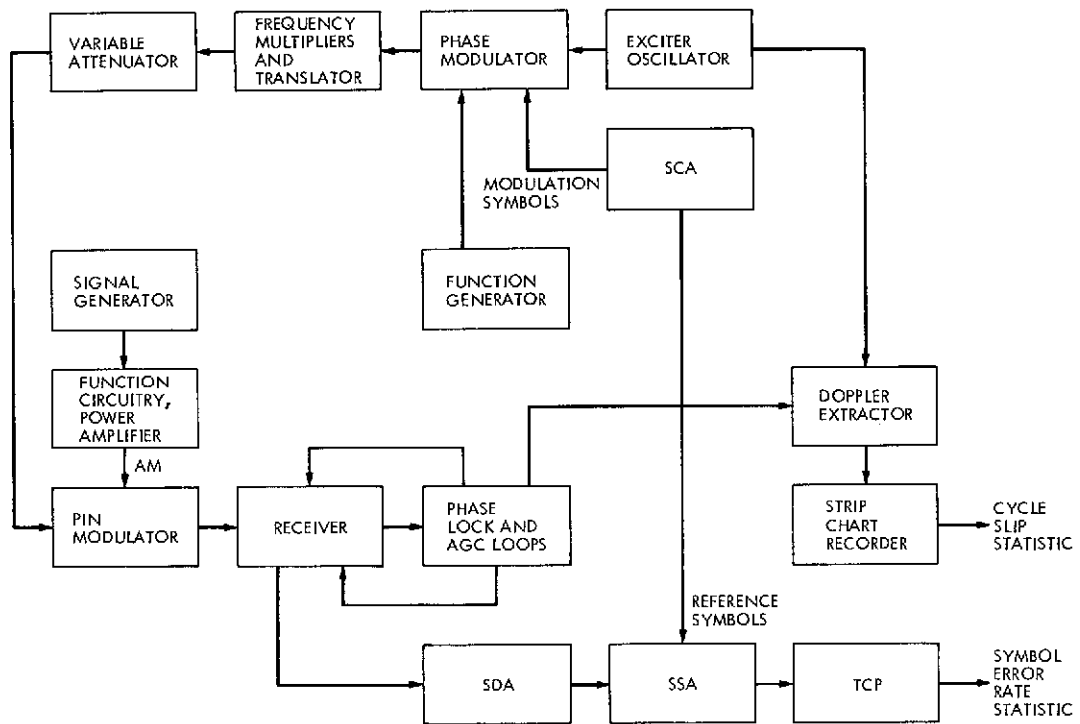 VARIABLE
ATTENUATOR
FREQUENCY
MULTIPLIERS
AND
TRANSLATOR
PHASE
MODULATOR
EXCITER
OSCILLATOR
MODULATION
SYMBOLS
SCA
SIGNAL
GENERATOR
FUNCTION
GENERATOR
FUNCTION
CIRCUITRY,
POWER
AMPLIFIER
DOPPLER
EXTRACTOR
AM
PIN
MODULATOR
RECEIVER
PHASE
LOCK AND
AGC LOOPS
STRIP
CHART
RECORDER
CYCLE
SLIP
STATISTIC
REFERENCE
SYMBOLS
SDA
SSA
TCP
SYMBOL
ERROR
RATE
STATISTIC